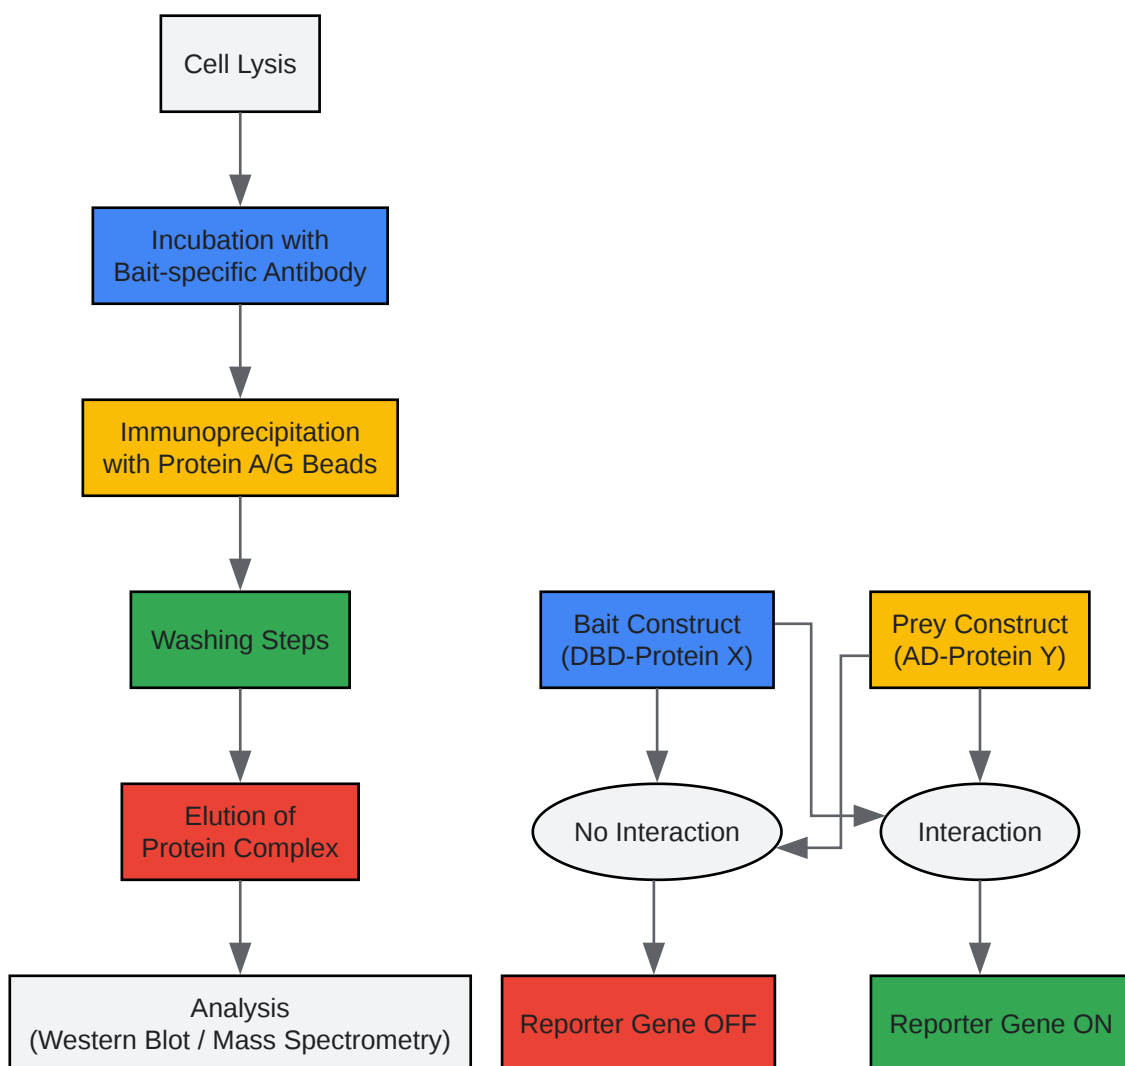 Cell Lysis
Incubation with
Bait-specific Antibody
Immunoprecipitation
with Protein A/G Beads
Washing Steps
Elution of
Protein Complex
Analysis
(Western Blot / Mass Spectrometry)
Bait Construct
(DBD-Protein X)
Prey Construct
(AD-Protein Y)
No Interaction
Interaction
Reporter Gene OFF
Reporter Gene ON